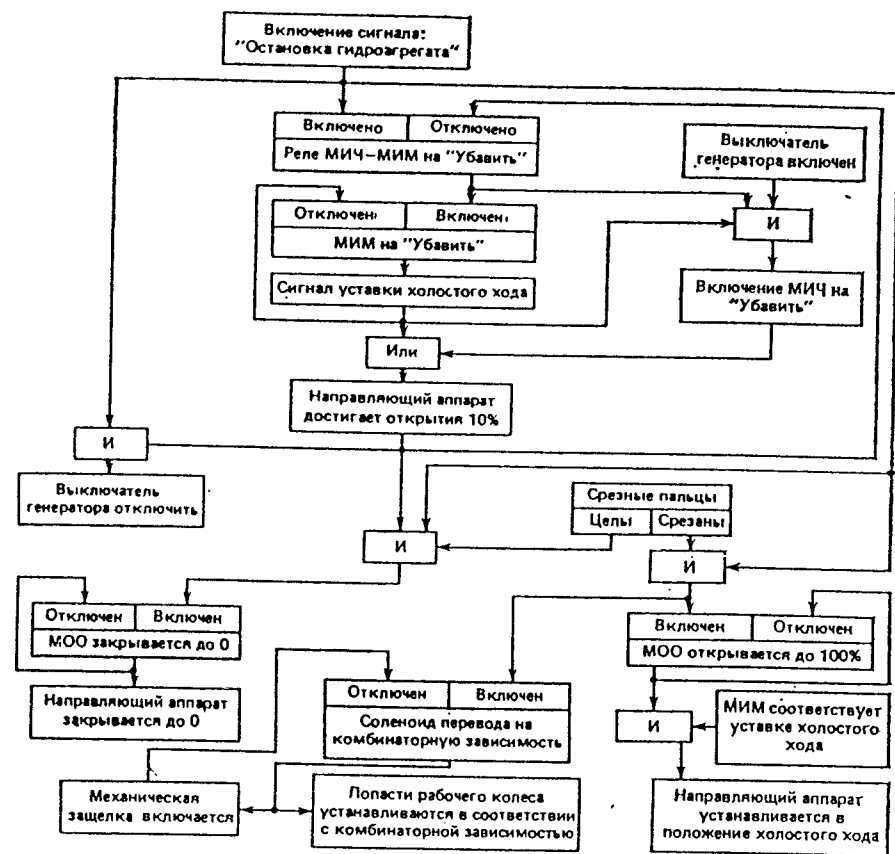 Включение сигнала:
"Остановка гидроагрегата"
Включено Отключено
Реле МИЧ–МИМ на "Убавить"
Выключатель
генератора включен
Отключен Включен
МИМ на "Убавить"
И
Сигнал уставки холостого хода
Включение МИЧ на
"Убавить"
Или
Направляющий аппарат
достигает открытия 10%
И
Выключатель
генератора отключить
Срезные пальцы
Целы Срезаны
И
И
Отключен Включен
МОО закрывается до 0
Включен Отключен
МОО открывается до 100%
Направляющий аппарат
закрывается до 0
Отключен Включен
Соленоид перевода на
комбинаторную зависимость
И
МИМ соответствует
уставке холостого
хода
Механическая
защелка включается
Лопасти рабочего колеса
устанавливаются в соответствии
с комбинаторной зависимостью
Направляющий аппарат
устанавливается в
положение холостого хода